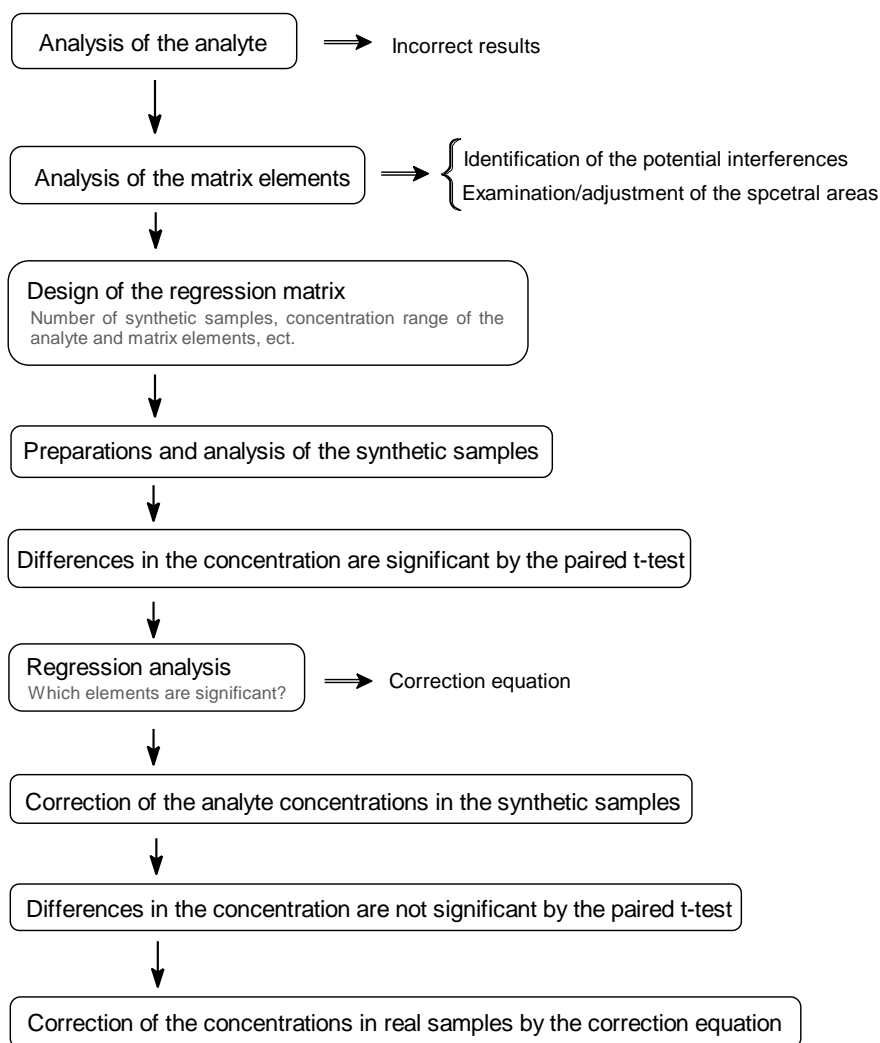 Analysis of the analyte
Incorrect results
Analysis of the matrix elements
Identification of the potential interferences
Examination/adjustment of the spcetral areas
Design of the regression matrix
Number of synthetic samples, concentration range of the
analyte and matrix elements, ect.
Preparations and analysis of the synthetic samples
Differences in the concentration are significant by the paired t-test
Regression analysis
Which elements are significant?
Correction equation
Correction of the analyte concentrations in the synthetic samples
Differences in the concentration are not significant by the paired t-test
Correction of the concentrations in real samples by the correction equation